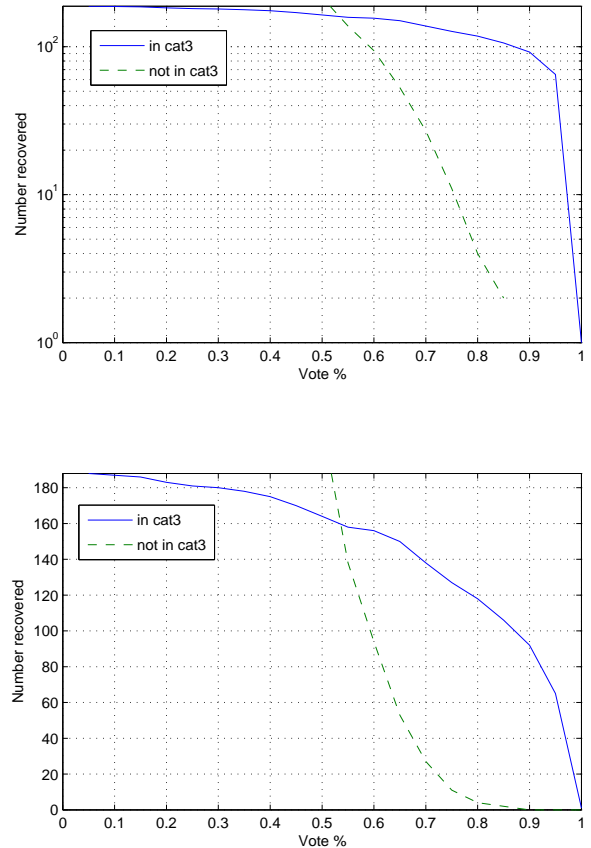 10^2
10^1
10^0
Number recovered
in cat3
not in cat3
0 0.1 0.2 0.3 0.4 0.5 0.6 0.7 0.8 0.9 1
Vote %
180
160
140
120
100
80
60
40
20
0
Number recovered
in cat3
not in cat3
0 0.1 0.2 0.3 0.4 0.5 0.6 0.7 0.8 0.9 1
Vote %